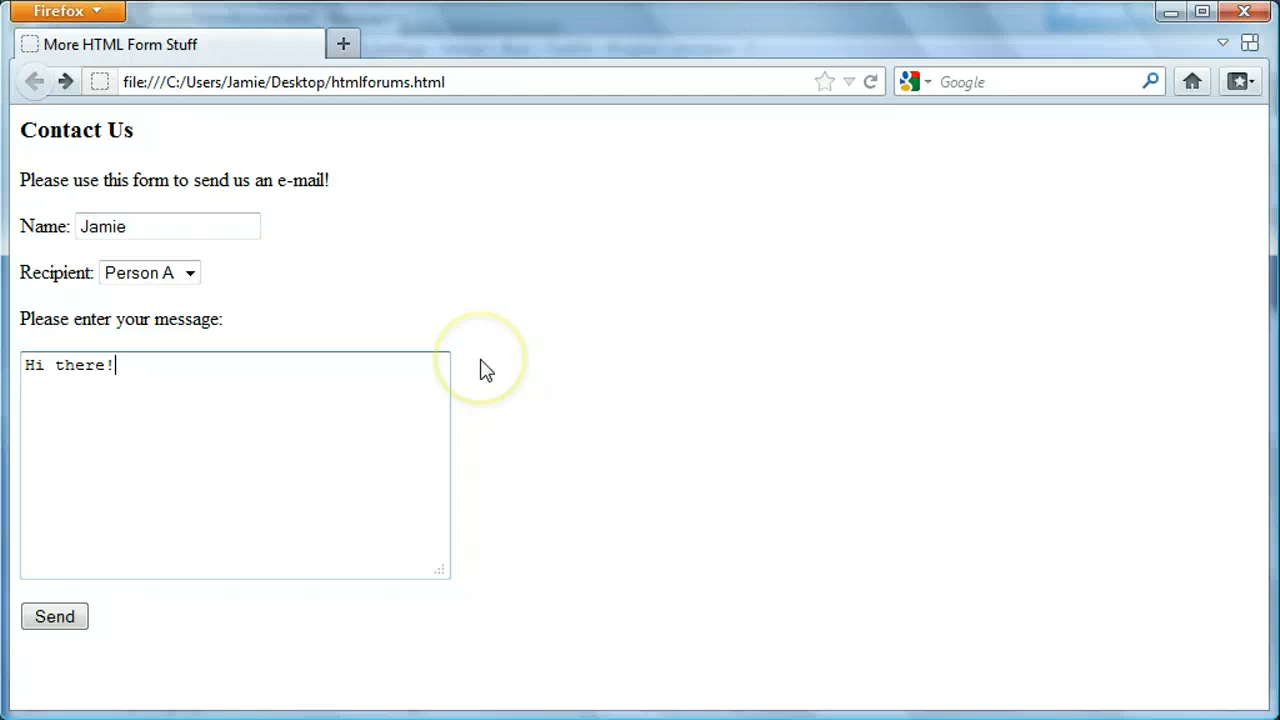 Firefox
More HTML Form Stuff
file:///C:/Users/Jamie/Desktop/htmlforums.html
Google
Contact Us
Please use this form to send us an e-mail!
Name: Jamie
Recipient: Person A
Please enter your message:
Hi there!
Send